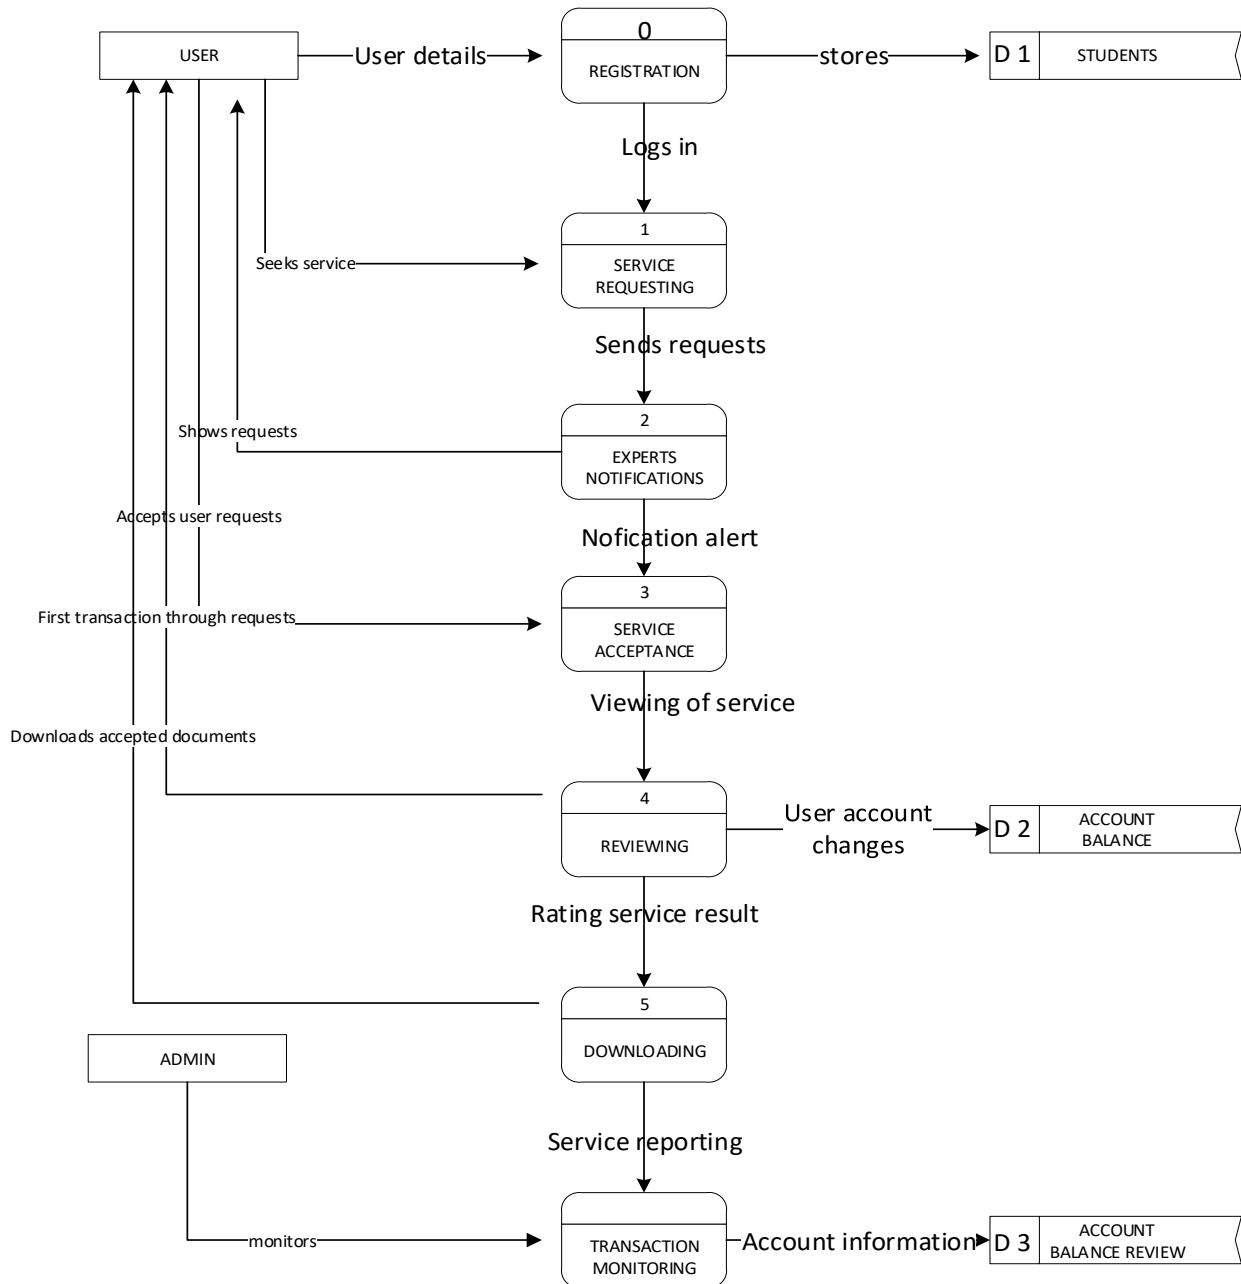 USER
User details
0
REGISTRATION
stores
D 1
STUDENTS
Logs in
1
SERVICE
REQUESTING
Seeks service
Sends requests
2
EXPERTS
NOTIFICATIONS
Shows requests
Accepts user requests
Nofication alert
3
SERVICE
ACCEPTANCE
First transaction through requests
Viewing of service
Downloads accepted documents
4
REVIEWING
User account
changes
D 2
ACCOUNT
BALANCE
Rating service result
5
DOWNLOADING
ADMIN
Service reporting
monitors
TRANSACTION
MONITORING
Account information
D 3
ACCOUNT
BALANCE REVIEW